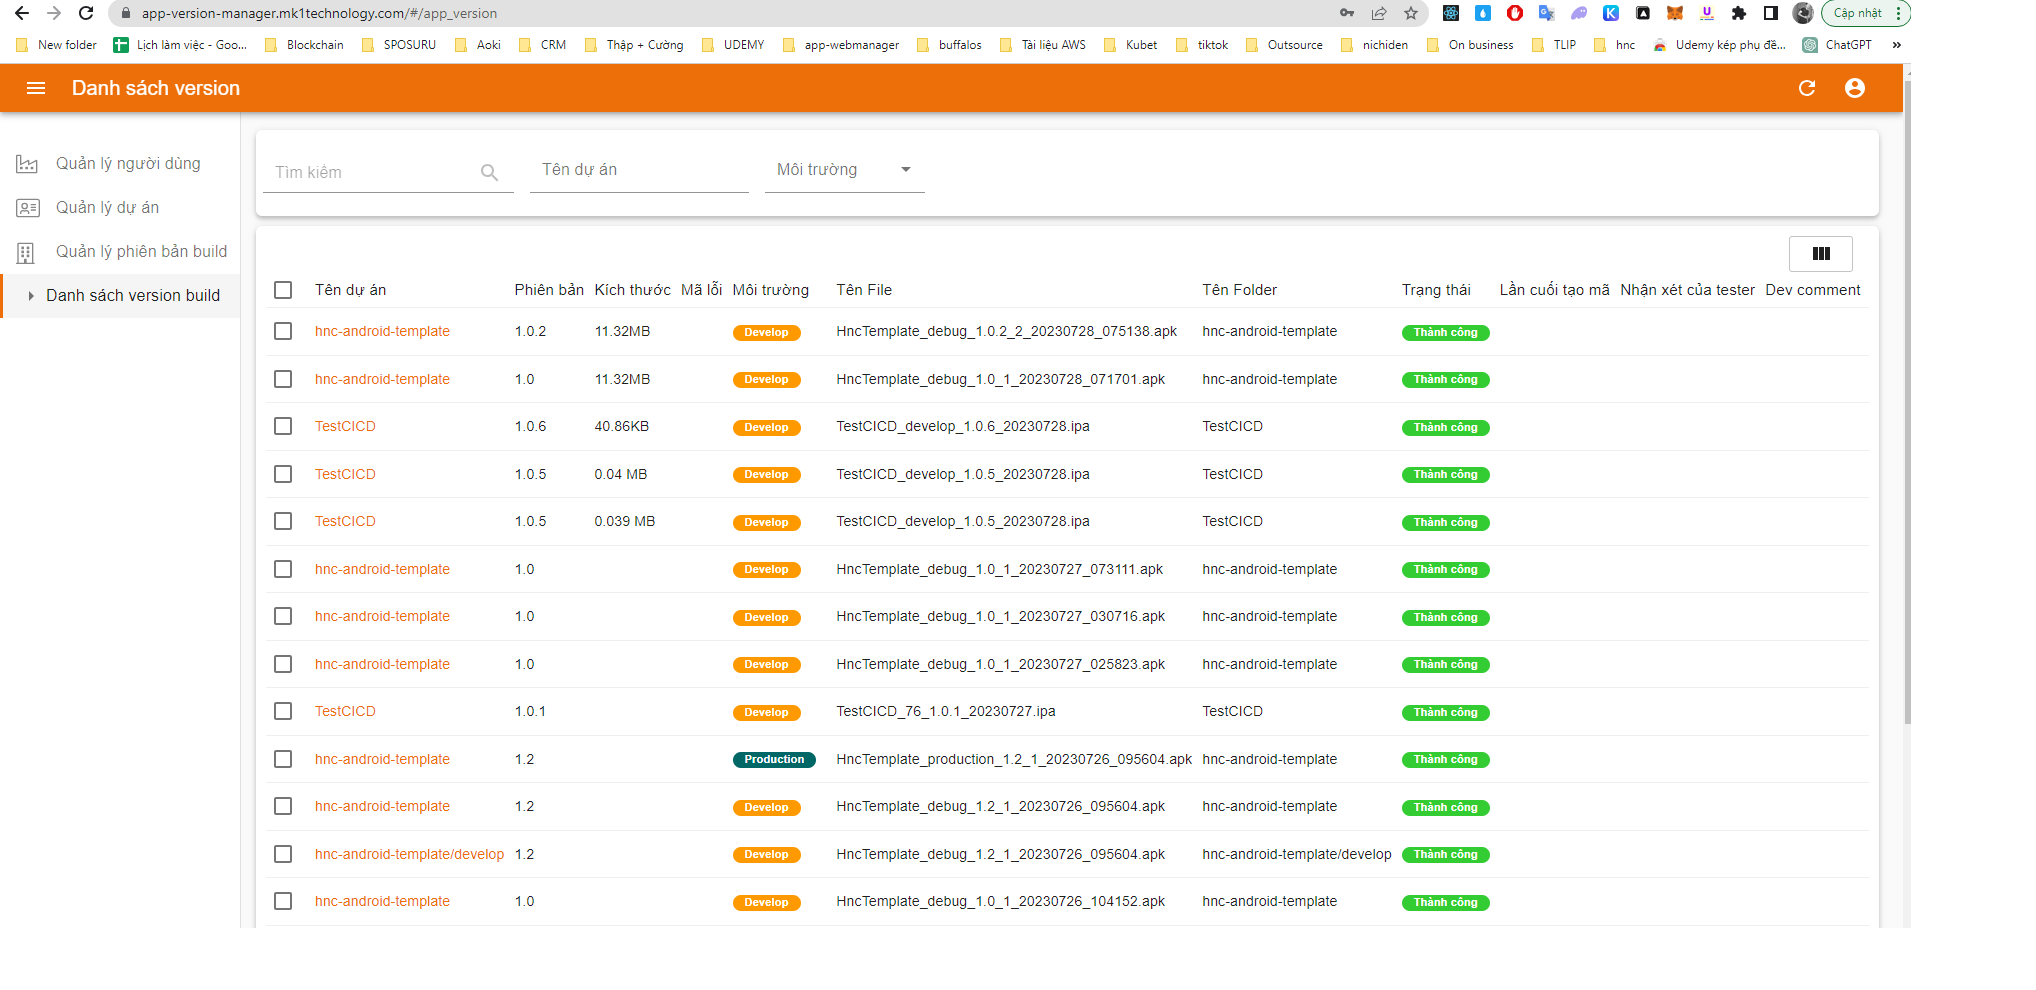 app-version-manager.mk1technology.com/#/app_version
Cập nhật
New folder Lịch làm việc - Goo... Blockchain SPOSURU Aoki CRM Thập + Cường UDEMY app-webmanager buffalos Tài liệu AWS Kubet tiktok Outsource nichiden On business TLIP hnc Udemy kép phụ đề... ChatGPT »
Danh sách version
Quản lý người dùng
Quản lý dự án
Quản lý phiên bản build
Danh sách version build
Tìm kiếm Tên dự án Môi trường
Tên dự án Phiên bản Kích thước Mã lỗi Môi trường Tên File Tên Folder Trạng thái Lần cuối tạo mã Nhận xét của tester Dev comment
hnc-android-template 1.0.2 11.32MB Develop HncTemplate_debug_1.0.2_2_20230728_075138.apk hnc-android-template Thành công
hnc-android-template 1.0 11.32MB Develop HncTemplate_debug_1.0_1_20230728_071701.apk hnc-android-template Thành công
TestCICD 1.0.6 40.86KB Develop TestCICD_develop_1.0.6_20230728.ipa TestCICD Thành công
TestCICD 1.0.5 0.04 MB Develop TestCICD_develop_1.0.5_20230728.ipa TestCICD Thành công
TestCICD 1.0.5 0.039 MB Develop TestCICD_develop_1.0.5_20230728.ipa TestCICD Thành công
hnc-android-template 1.0 Develop HncTemplate_debug_1.0_1_20230727_073111.apk hnc-android-template Thành công
hnc-android-template 1.0 Develop HncTemplate_debug_1.0_1_20230727_030716.apk hnc-android-template Thành công
hnc-android-template 1.0 Develop HncTemplate_debug_1.0_1_20230727_025823.apk hnc-android-template Thành công
TestCICD 1.0.1 Develop TestCICD_76_1.0.1_20230727.ipa TestCICD Thành công
hnc-android-template 1.2 Production HncTemplate_production_1.2_1_20230726_095604.apk hnc-android-template Thành công
hnc-android-template 1.2 Develop HncTemplate_debug_1.2_1_20230726_095604.apk hnc-android-template Thành công
hnc-android-template/develop 1.2 Develop HncTemplate_debug_1.2_1_20230726_095604.apk hnc-android-template/develop Thành công
hnc-android-template 1.0 Develop HncTemplate_debug_1.0_1_20230726_104152.apk hnc-android-template Thành công